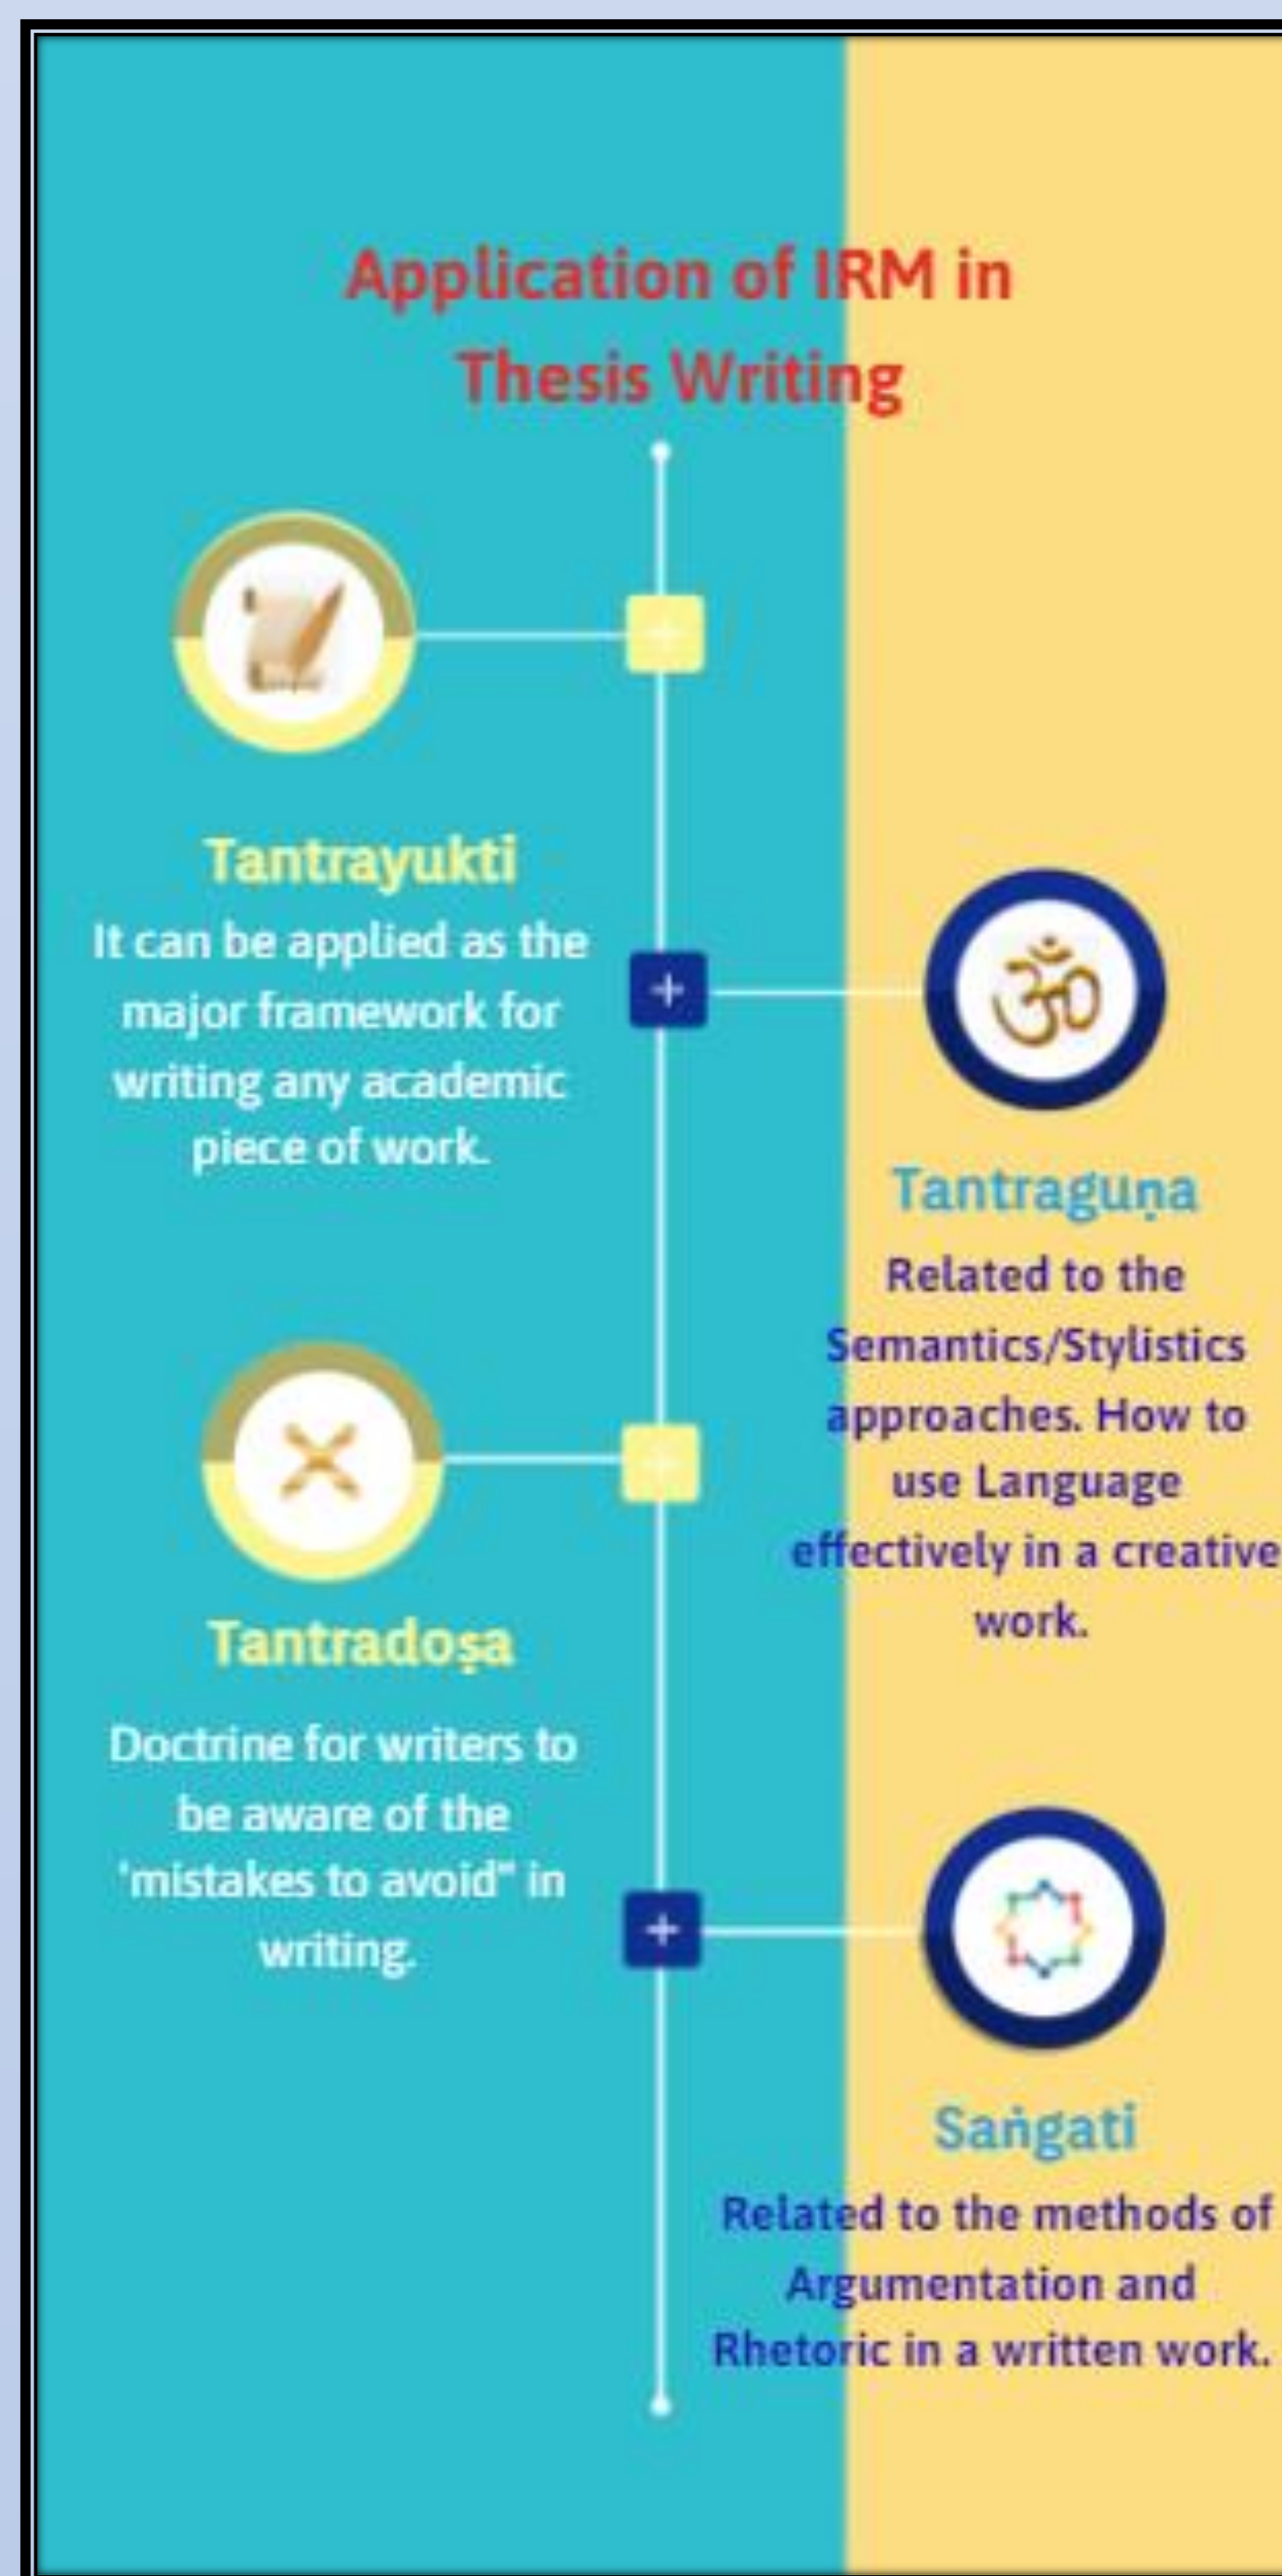 Application of IRM in
Thesis Writing
Tantrayukti
It can be applied as the
major framework for
writing any academic
piece of work.
Tantraguṇa
Related to the
Semantics/Stylistics
approaches. How to
use Language
effectively in a creative
work.
Tantradoṣa
Doctrine for writers to
be aware of the
'mistakes to avoid" in
writing.
Saṅgati
Related to the methods of
Argumentation and
Rhetoric in a written work.